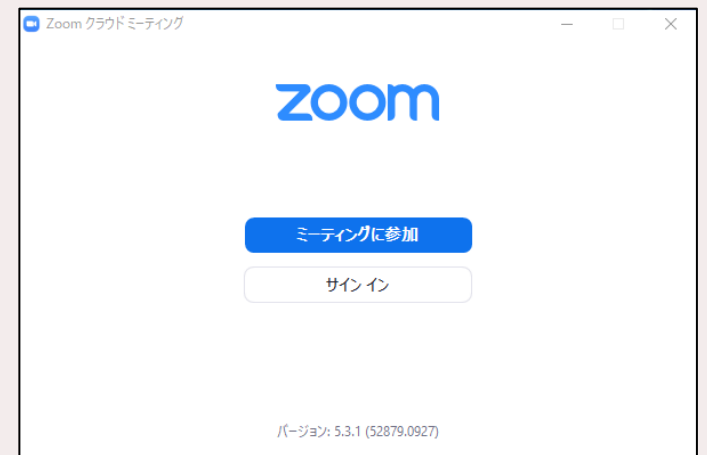 Zoom クラウド ミーティング
zoom
ミーティングに参加
サイン イン
バージョン: 5.3.1 (52879.0927)